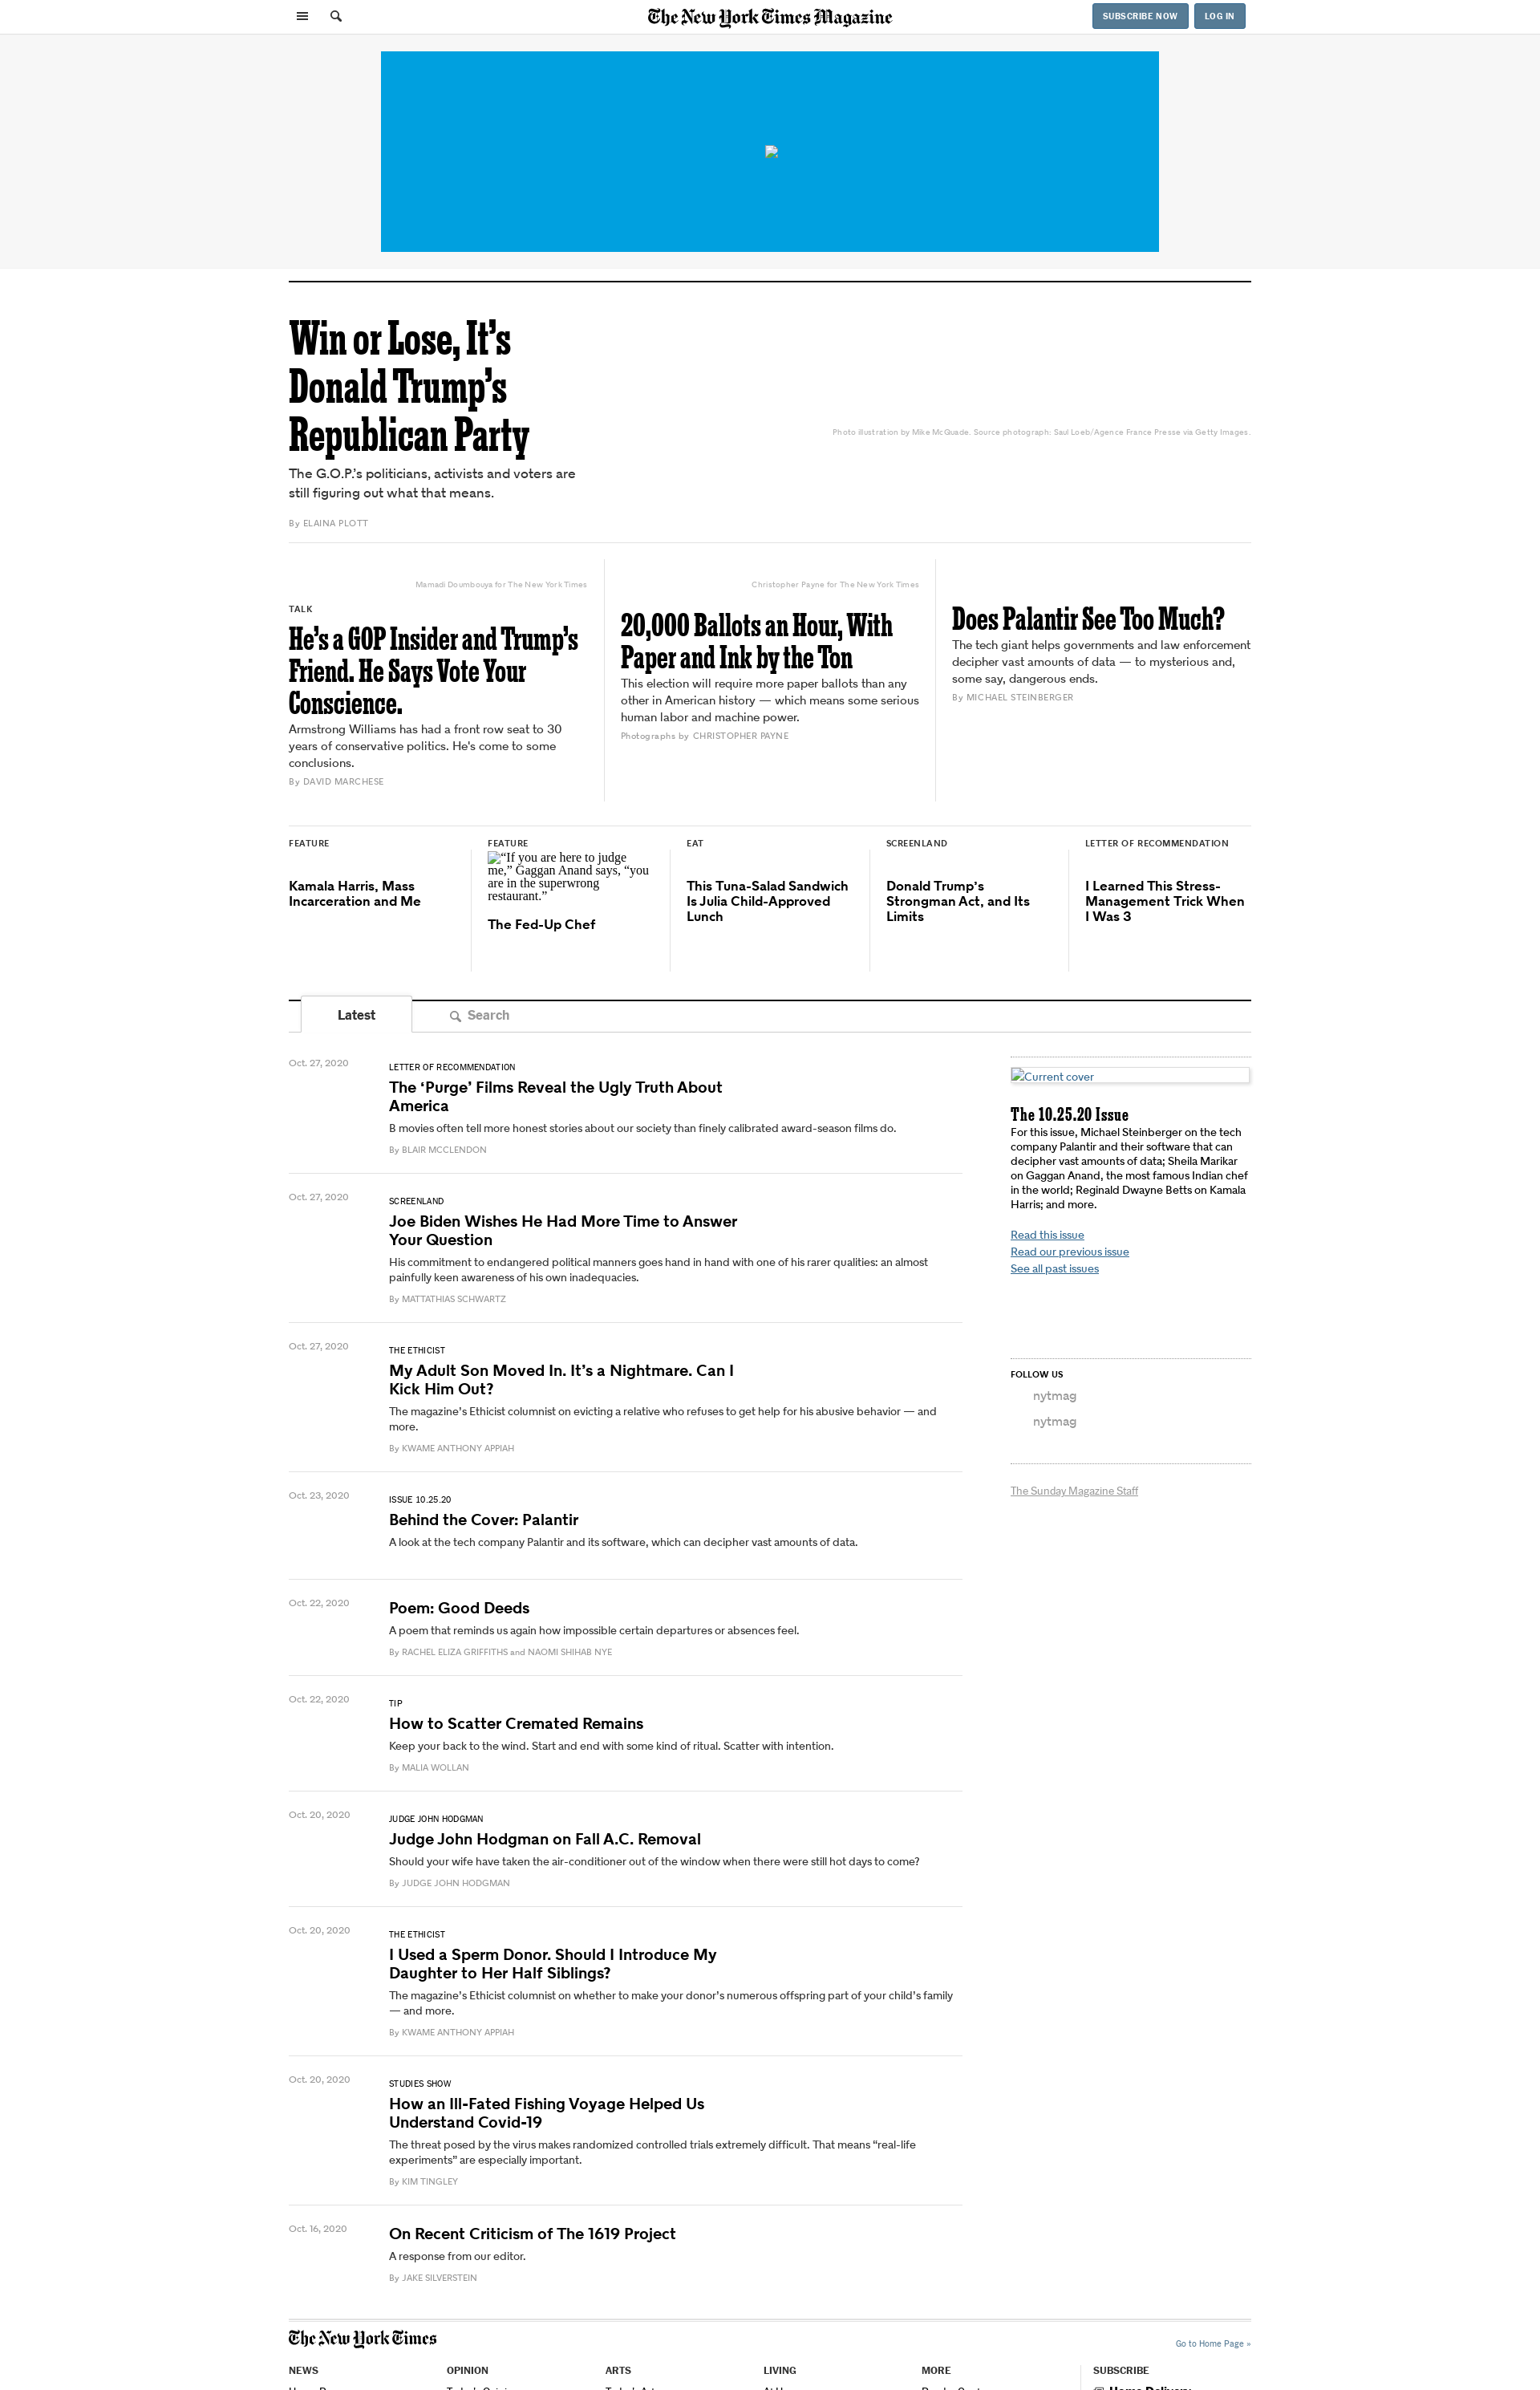 The New York Times Magazine
SUBSCRIBE NOW
LOG IN
Win or Lose, It’s
Donald Trump’s
Republican Party
The G.O.P.’s politicians, activists and voters are
still figuring out what that means.
By ELAINA PLOTT
Photo illustration by Mike McQuade. Source photograph: Saul Loeb/Agence France Presse via Getty Images.
Mamadi Doumbouya for The New York Times
TALK
He’s a GOP Insider and Trump’s
Friend. He Says Vote Your
Conscience.
Armstrong Williams has had a front row seat to 30
years of conservative politics. He's come to some
conclusions.
By DAVID MARCHESE
Christopher Payne for The New York Times
20,000 Ballots an Hour, With
Paper and Ink by the Ton
This election will require more paper ballots than any
other in American history — which means some serious
human labor and machine power.
Photographs by CHRISTOPHER PAYNE
Does Palantir See Too Much?
The tech giant helps governments and law enforcement
decipher vast amounts of data — to mysterious and,
some say, dangerous ends.
By MICHAEL STEINBERGER
FEATURE
Kamala Harris, Mass
Incarceration and Me
FEATURE
“If you are here to judge
me,” Gaggan Anand says, “you
are in the superwrong
restaurant.”
The Fed-Up Chef
EAT
This Tuna-Salad Sandwich
Is Julia Child-Approved
Lunch
SCREENLAND
Donald Trump’s
Strongman Act, and Its
Limits
LETTER OF RECOMMENDATION
I Learned This Stress-
Management Trick When
I Was 3
Latest
Search
Oct. 27, 2020
LETTER OF RECOMMENDATION
The ‘Purge’ Films Reveal the Ugly Truth About
America
B movies often tell more honest stories about our society than finely calibrated award-season films do.
By BLAIR MCCLENDON
Oct. 27, 2020
SCREENLAND
Joe Biden Wishes He Had More Time to Answer
Your Question
His commitment to endangered political manners goes hand in hand with one of his rarer qualities: an almost
painfully keen awareness of his own inadequacies.
By MATTATHIAS SCHWARTZ
Oct. 27, 2020
THE ETHICIST
My Adult Son Moved In. It’s a Nightmare. Can I
Kick Him Out?
The magazine’s Ethicist columnist on evicting a relative who refuses to get help for his abusive behavior — and
more.
By KWAME ANTHONY APPIAH
Oct. 23, 2020
ISSUE 10.25.20
Behind the Cover: Palantir
A look at the tech company Palantir and its software, which can decipher vast amounts of data.
Oct. 22, 2020
Poem: Good Deeds
A poem that reminds us again how impossible certain departures or absences feel.
By RACHEL ELIZA GRIFFITHS and NAOMI SHIHAB NYE
Oct. 22, 2020
TIP
How to Scatter Cremated Remains
Keep your back to the wind. Start and end with some kind of ritual. Scatter with intention.
By MALIA WOLLAN
Oct. 20, 2020
JUDGE JOHN HODGMAN
Judge John Hodgman on Fall A.C. Removal
Should your wife have taken the air-conditioner out of the window when there were still hot days to come?
By JUDGE JOHN HODGMAN
Oct. 20, 2020
THE ETHICIST
I Used a Sperm Donor. Should I Introduce My
Daughter to Her Half Siblings?
The magazine’s Ethicist columnist on whether to make your donor’s numerous offspring part of your child’s family
— and more.
By KWAME ANTHONY APPIAH
Oct. 20, 2020
STUDIES SHOW
How an Ill-Fated Fishing Voyage Helped Us
Understand Covid-19
The threat posed by the virus makes randomized controlled trials extremely difficult. That means “real-life
experiments” are especially important.
By KIM TINGLEY
Oct. 16, 2020
On Recent Criticism of The 1619 Project
A response from our editor.
By JAKE SILVERSTEIN
Current cover
The 10.25.20 Issue
For this issue, Michael Steinberger on the tech
company Palantir and their software that can
decipher vast amounts of data; Sheila Marikar
on Gaggan Anand, the most famous Indian chef
in the world; Reginald Dwayne Betts on Kamala
Harris; and more.
Read this issue
Read our previous issue
See all past issues
FOLLOW US
nytmag
nytmag
The Sunday Magazine Staff
The New York Times
Go to Home Page »
NEWS
OPINION
ARTS
LIVING
MORE
SUBSCRIBE
Home Delivery